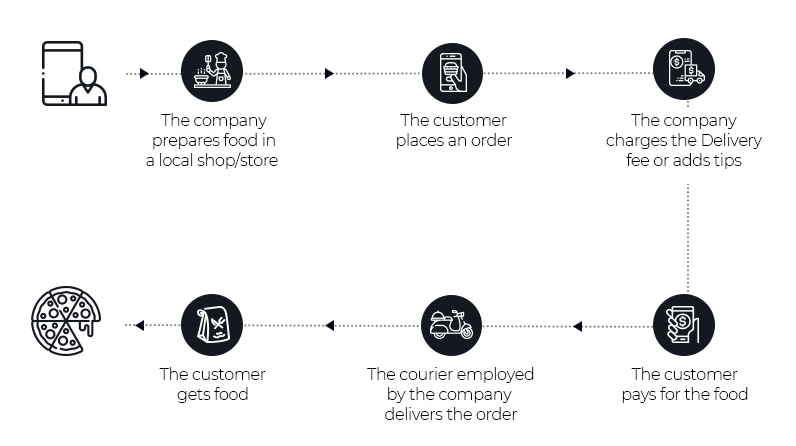 The company
prepares food in
a local shop/store
The customer
places an order
The company
charges the Delivery
fee or adds tips
The customer
gets food
The courier employed
by the company
delivers the order
The customer
pays for the food